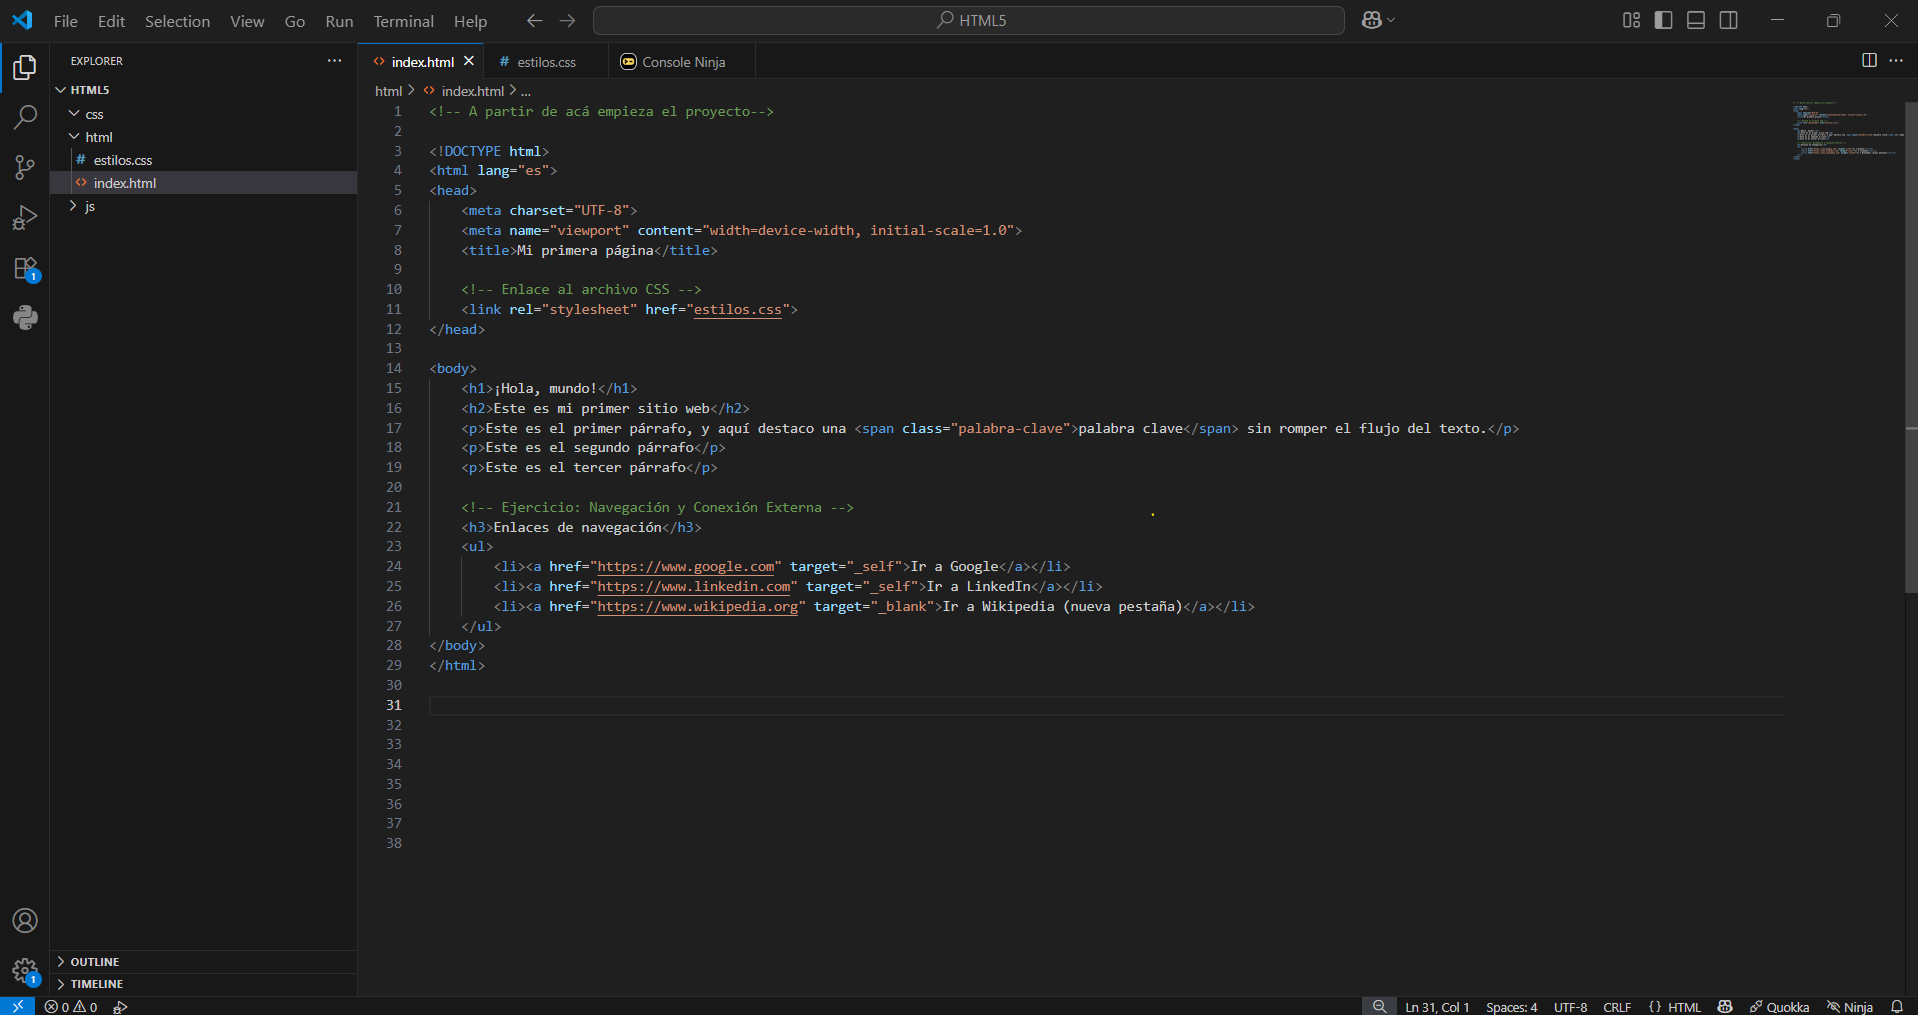 File Edit Selection View Go Run Terminal Help HTML5
EXPLORER
HTML5
css
html
estilos.css
index.html
js
OUTLINE
TIMELINE
index.html estilos.css Console Ninja
html > index.html > ...
1 <!-- A partir de acá empieza el proyecto-->
2
3 <!DOCTYPE html>
4 <html lang="es">
5 <head>
6 <meta charset="UTF-8">
7 <meta name="viewport" content="width=device-width, initial-scale=1.0">
8 <title>Mi primera página</title>
9
10 <!-- Enlace al archivo CSS -->
11 <link rel="stylesheet" href="estilos.css">
12 </head>
13
14 <body>
15 <h1>¡Hola, mundo!</h1>
16 <h2>Este es mi primer sitio web</h2>
17 <p>Este es el primer párrafo, y aquí destaco una <span class="palabra-clave">palabra clave</span> sin romper el flujo del texto.</p>
18 <p>Este es el segundo párrafo</p>
19 <p>Este es el tercer párrafo</p>
20
21 <!-- Ejercicio: Navegación y Conexión Externa -->
22 <h3>Enlaces de navegación</h3>
23 <ul>
24 <li><a href="https://www.google.com" target="_self">Ir a Google</a></li>
25 <li><a href="https://www.linkedin.com" target="_self">Ir a LinkedIn</a></li>
26 <li><a href="https://www.wikipedia.org" target="_blank">Ir a Wikipedia (nueva pestaña)</a></li>
27 </ul>
28 </body>
29 </html>
30
31
32
33
34
35
36
37
38
1
1
0 0 Ln 31, Col 1 Spaces: 4 UTF-8 CRLF {} HTML Quokka Ninja